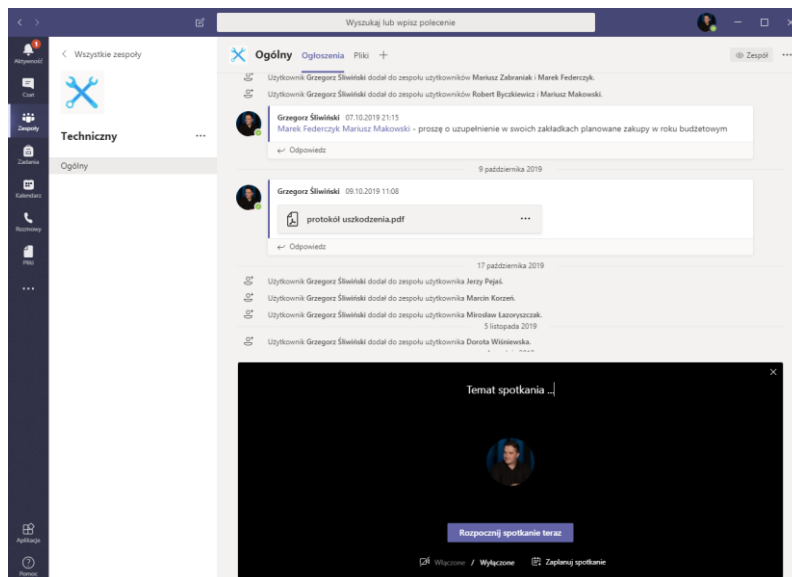 Wyszukaj lub wpisz polecenie
1
Aktywność
Czat
Zespoły
Zadania
Kalendarz
Rozmowy
Pliki
Aplikacje
Pomoc
Wszystkie zespoły
Techniczny
Ogólny
Ogólny Ogłoszenia Pliki
Zespół
Użytkownik Grzegorz Śliwiński dodał do zespołu użytkowników Mariusz Zabraniak i Marek Federczyk.
Użytkownik Grzegorz Śliwiński dodał do zespołu użytkowników Robert Byczkiewicz i Mariusz Makowski.
Grzegorz Śliwiński 07.10.2019 21:15
Marek Federczyk Mariusz Makowski - proszę o uzupełnienie w swoich zakładkach planowane zakupy w roku budżetowym
Odpowiedz
9 października 2019
Grzegorz Śliwiński 09.10.2019 11:08
protokół uszkodzenia.pdf
Odpowiedz
17 października 2019
Użytkownik Grzegorz Śliwiński dodał do zespołu użytkownika Jerzy Pejaś.
Użytkownik Grzegorz Śliwiński dodał do zespołu użytkownika Marcin Korzeń.
Użytkownik Grzegorz Śliwiński dodał do zespołu użytkownika Mirosław Łazoryszczak.
5 listopada 2019
Użytkownik Grzegorz Śliwiński dodał do zespołu użytkownika Dorota Wiśniewska.
Temat spotkania ...
Rozpocznij spotkanie teraz
Włączone / Wyłączone Zaplanuj spotkanie